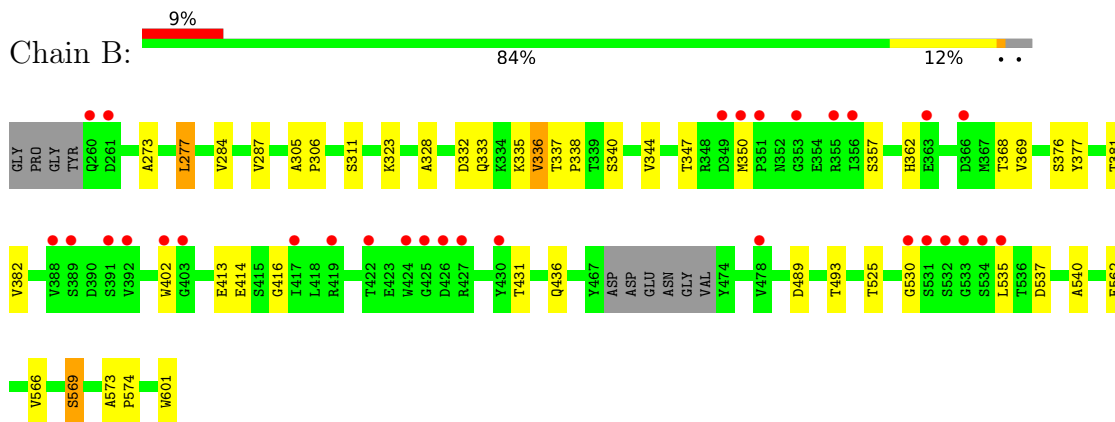 9%
Chain B:
84% 12% • •
GLY PRO GLY TYR Q260 D261 A273 L277 V284 V287 A305 P306 S311 K323 A328 D332 Q333 K334 K335 V336 T337 P338 T339 S340 V344 T347 R348 D349 M350 P351 N352 G353 E354 R355 I356 S357 H362 E363 D366 M367 T368 V369 S376 Y377 T381
V382 V388 S389 D390 S391 V392 W402 G403 E413 E414 S415 G416 I417 L418 R419 T422 E423 W424 G425 D426 R427 Y430 T431 Q436 Y467 ASP ASP GLU ASN GLY VAL Y474 V478 D489 T493 T525 G530 S531 S532 G533 S534 L535 T536 D537 A540 E562
V566 S569 A573 P574 W601